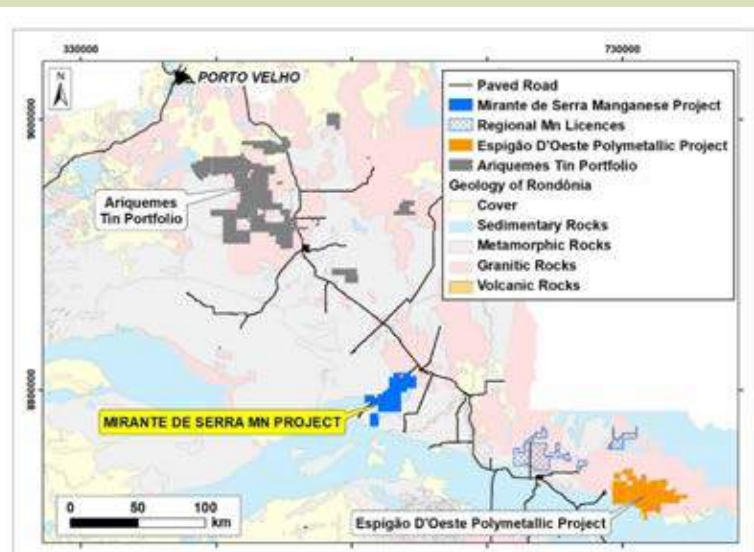 330000
730000
N
PORTO VELHO
9000000
Paved Road
Mirante de Serra Manganese Project
Regional Mn Licences
Espigão D'Oeste Polymetallic Project
Ariquemes Tin Portfolio
Geology of Rondônia
Cover
Sedimentary Rocks
Metamorphic Rocks
Granitic Rocks
Volcanic Rocks
Ariquemes
Tin Portfolio
MIRANTE DE SERRA MN PROJECT
0 50 100
km
Espigão D'Oeste Polymetallic Project